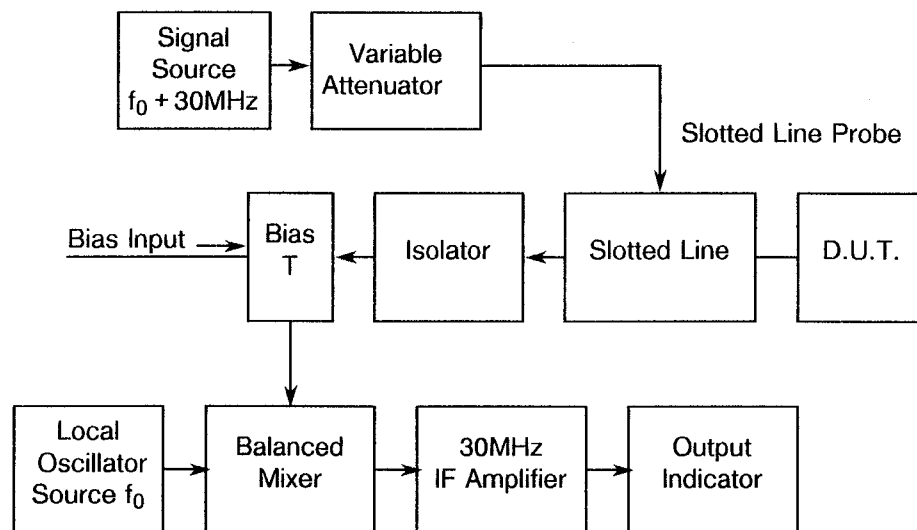 Signal
Source
f₀ + 30MHz
Variable
Attenuator
Slotted Line Probe
Bias Input
Bias
T
Isolator
Slotted Line
D.U.T.
Local
Oscillator
Source f₀
Balanced
Mixer
30MHz
IF Amplifier
Output
Indicator